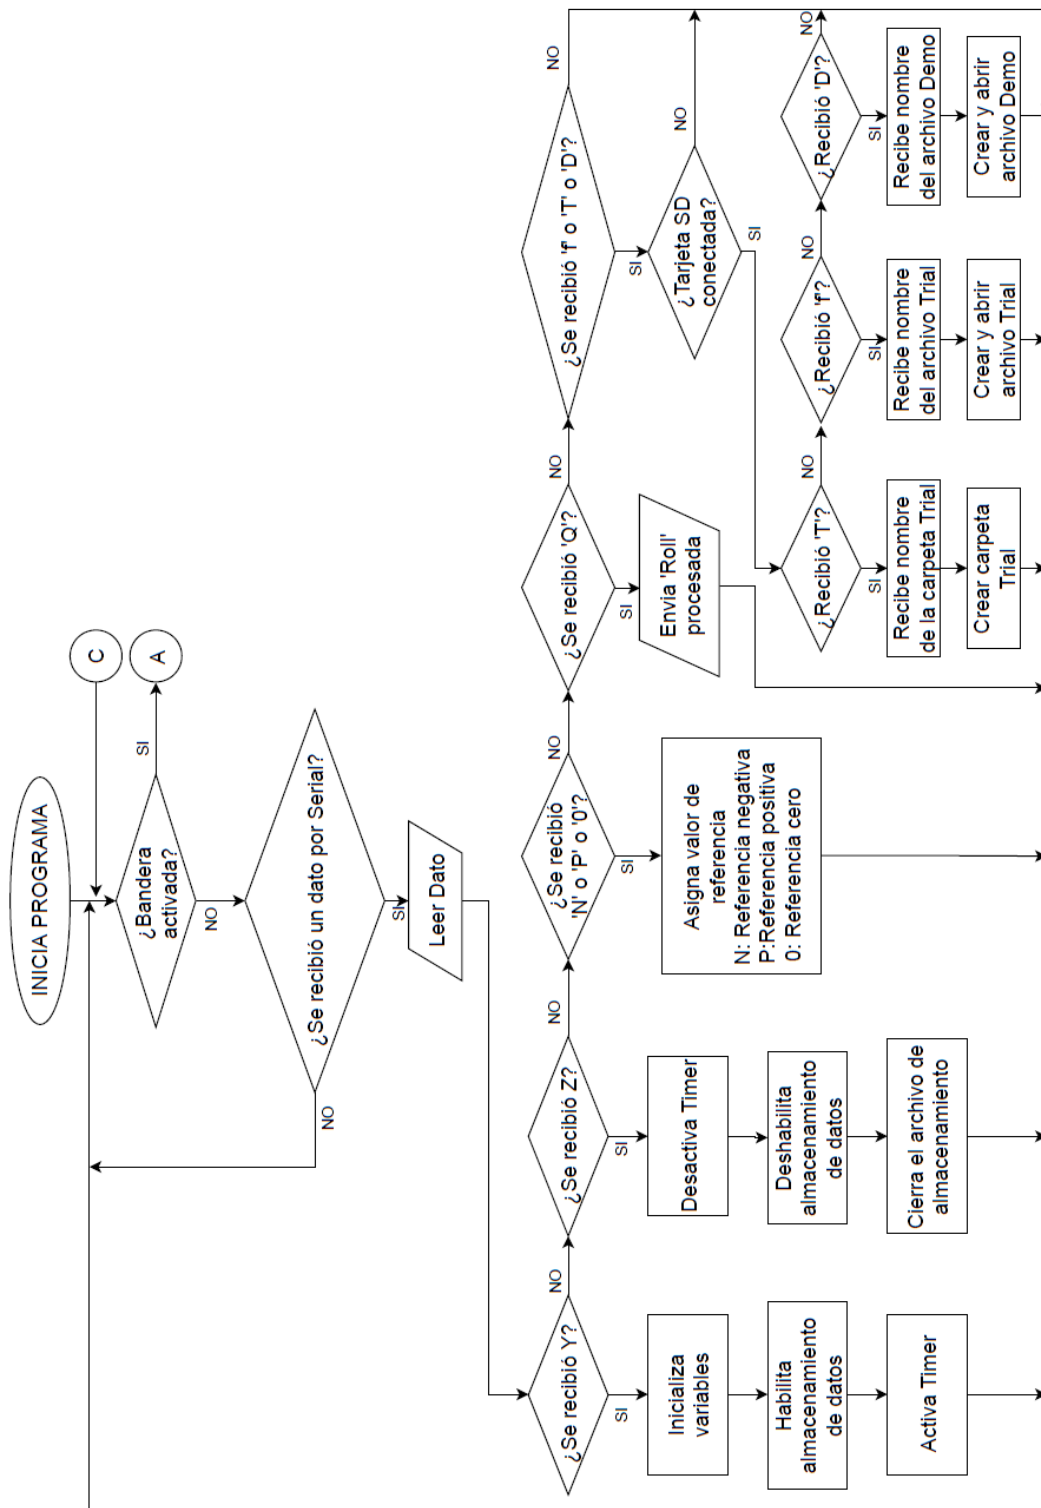 INICIA PROGRAMA
C
¿Bandera
activada?
SI
A
NO
¿Se recibió un dato por Serial?
NO
SI
Leer Dato
¿Se recibió Y?
NO
SI
Inicializa
variables
Habilita
almacenamiento
de datos
Activa Timer
¿Se recibió Z?
NO
SI
Desactiva Timer
Deshabilita
almacenamiento
de datos
Cierra el archivo de
almacenamiento
¿Se recibió
'N' o 'P' o '0'?
NO
SI
Asigna valor de
referencia
N: Referencia negativa
P:Referencia positiva
0: Referencia cero
¿Se recibió 'Q'?
NO
SI
Envia 'Roll'
procesada
¿Se recibió 'f' o 'T' o 'D'?
NO
SI
¿Tarjeta SD
conectada?
NO
SI
¿Recibió 'T'?
NO
SI
Recibe nombre
de la carpeta Trial
Crear carpeta
Trial
¿Recibió 'f'?
NO
SI
Recibe nombre
del archivo Trial
Crear y abrir
archivo Trial
¿Recibió 'D'?
NO
SI
Recibe nombre
del archivo Demo
Crear y abrir
archivo Demo